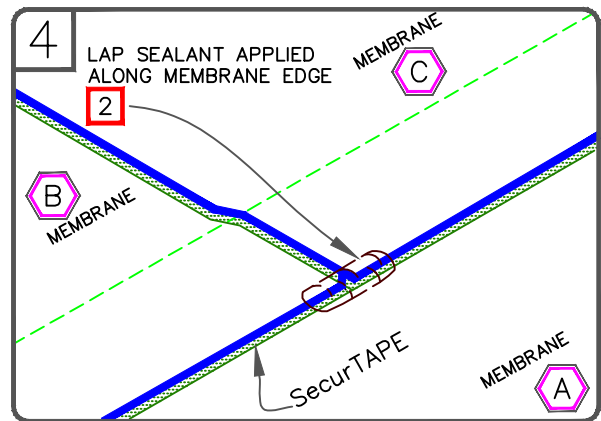 4
LAP SEALANT APPLIED
ALONG MEMBRANE EDGE
2
MEMBRANE
C
B
MEMBRANE
SecurTAPE
MEMBRANE
A